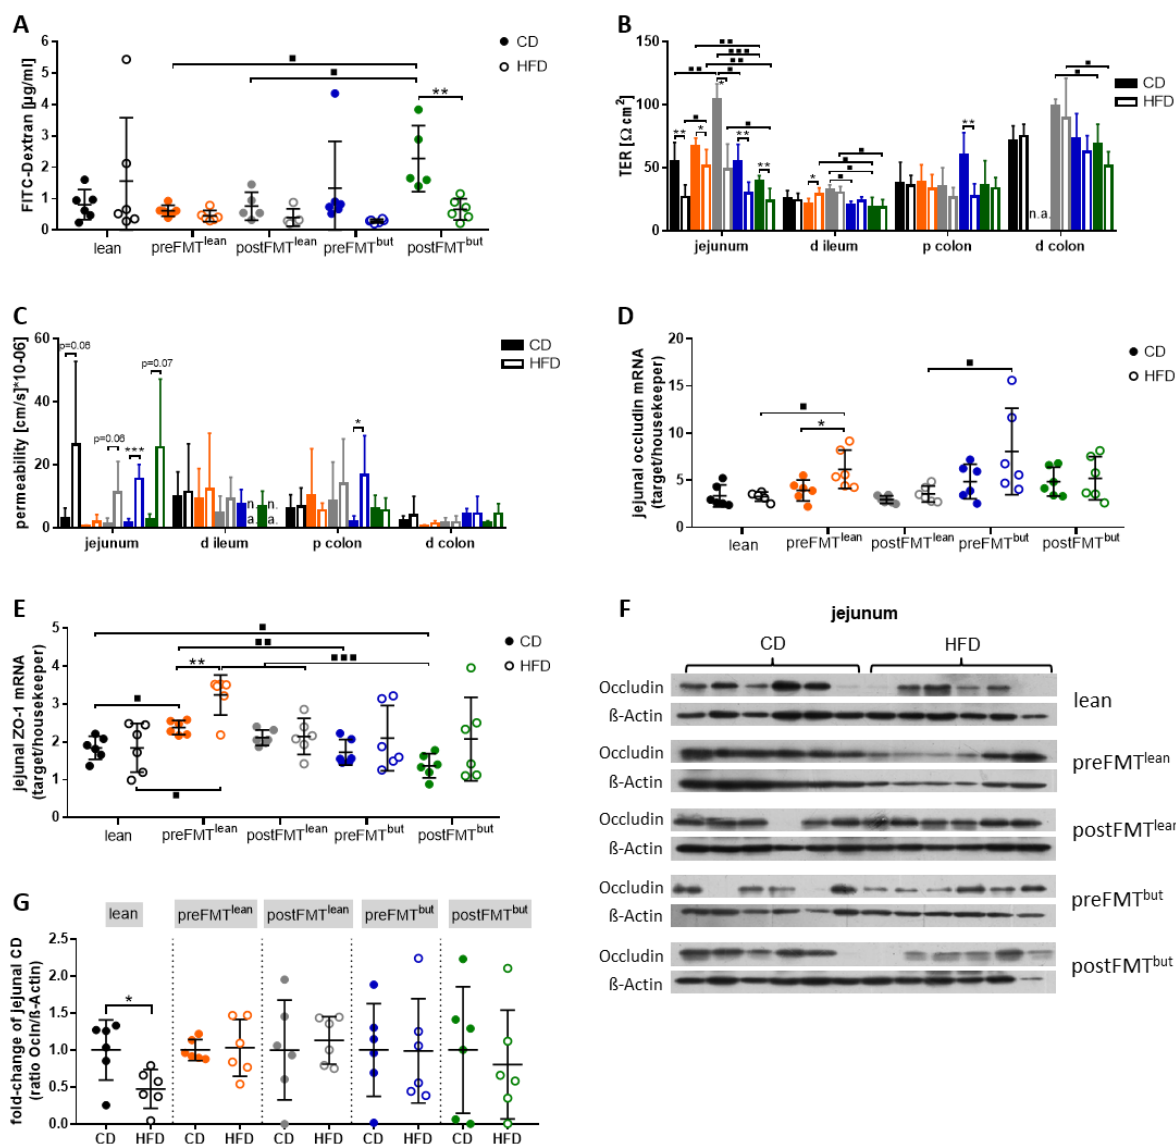 A
FITC-Dextran [µg/ml]
6
5
4
3
2
1
0
■
■
**
CD
HFD
lean
preFMT^lean
postFMT^lean
preFMT^but
postFMT^but
B
TER [Ω cm²]
150
100
50
0
■■
■■■
■■
■■ ■
*
■
** * ** ■ **
*
■
■
■
■
**
n.a.
■
■
CD
HFD
jejunum
d ileum
p colon
d colon
C
permeability [cm/s]*10-06]
60
40
20
0
p=0.06
p=0.06
***
p=0.07
n. n.
a. a.
*
CD
HFD
jejunum
d ileum
p colon
d colon
D
jejunal occludin mRNA
(target/housekeeper)
20
15
10
5
0
■
*
■
CD
HFD
lean
preFMT^lean
postFMT^lean
preFMT^but
postFMT^but
E
jejunal ZO-1 mRNA
(target/housekeeper)
5
4
3
2
1
0
■
■■
■■■
**
■
■
CD
HFD
lean
preFMT^lean
postFMT^lean
preFMT^but
postFMT^but
F
jejunum
CD
HFD
Occludin
ß-Actin
lean
Occludin
ß-Actin
preFMT^lean
Occludin
ß-Actin
postFMT^lean
Occludin
ß-Actin
preFMT^but
Occludin
ß-Actin
postFMT^but
G
lean
preFMT^lean
postFMT^lean
preFMT^but
postFMT^but
fold-change of jejunal CD
(ratio Ocln/ß-Actin)
2.5
2.0
1.5
1.0
0.5
0.0
*
CD HFD CD HFD CD HFD CD HFD CD HFD